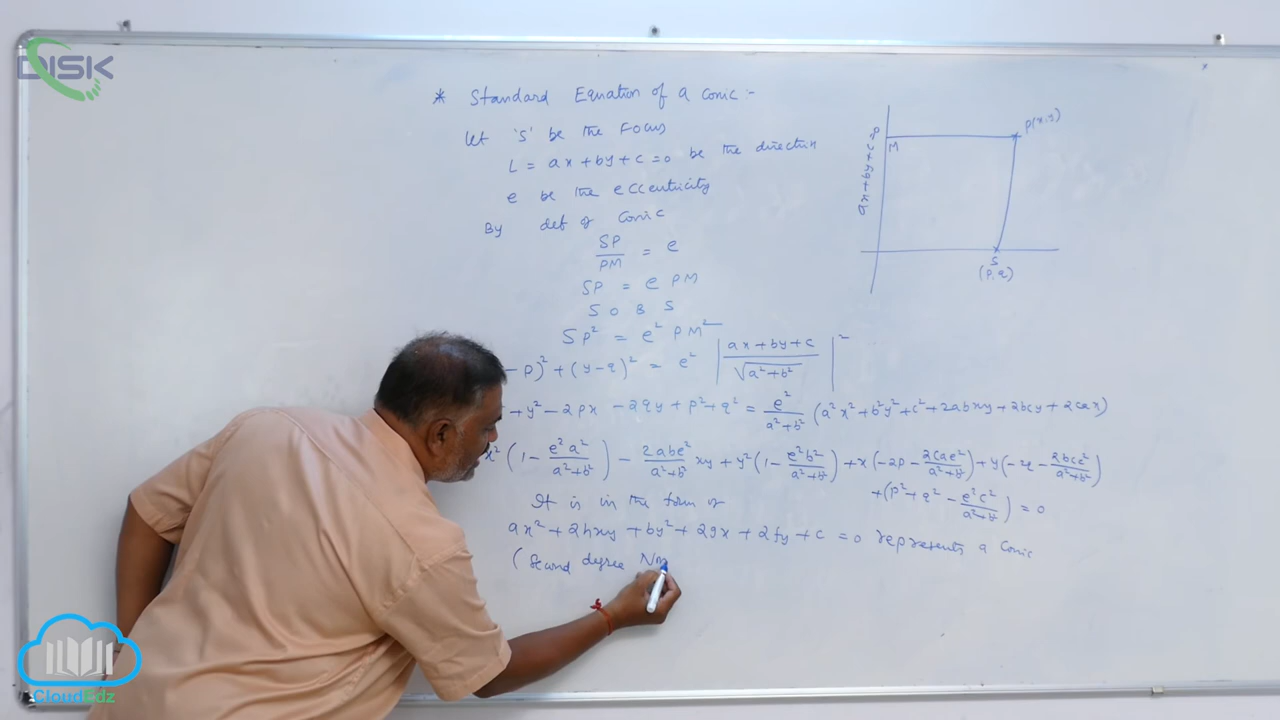 DISK
* Standard Equation of a conic :-
Let 'S' be the Focus
L = ax + by + c = 0 be the directrix
e be the eccentricity
By def of Conic
SP/PM = e
SP = e PM
S O B S
SP² = e² PM²
- p)² + (y - q)² = e² |(ax + by + c)/√(a² + b²)|²
+ y² - 2px - 2qy + p² + q² = e²/(a² + b²) (a²x² + b²y² + c² + 2abxy + 2bcy + 2cax)
x² (1 - e²a²/(a² + b²)) - 2abe²/(a² + b²) xy + y² (1 - e²b²/(a² + b²)) + x (-2p - 2cae²/(a² + b²)) + y (-2q - 2bce²/(a² + b²))
+ (p² + q² - e²c²/(a² + b²)) = 0
It is in the form of
ax² + 2hxy + by² + 2gx + 2fy + c = 0 represents a Conic
(Second degree Non
ax + by + c = 0
M
P(x,y)
S
(p,q)
CloudEdz